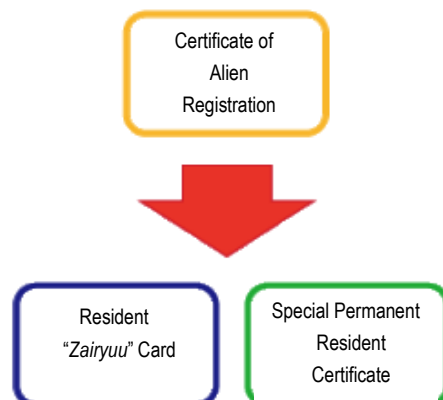 Certificate of
Alien
Registration
Resident
“Zairyuu” Card
Special Permanent
Resident
Certificate